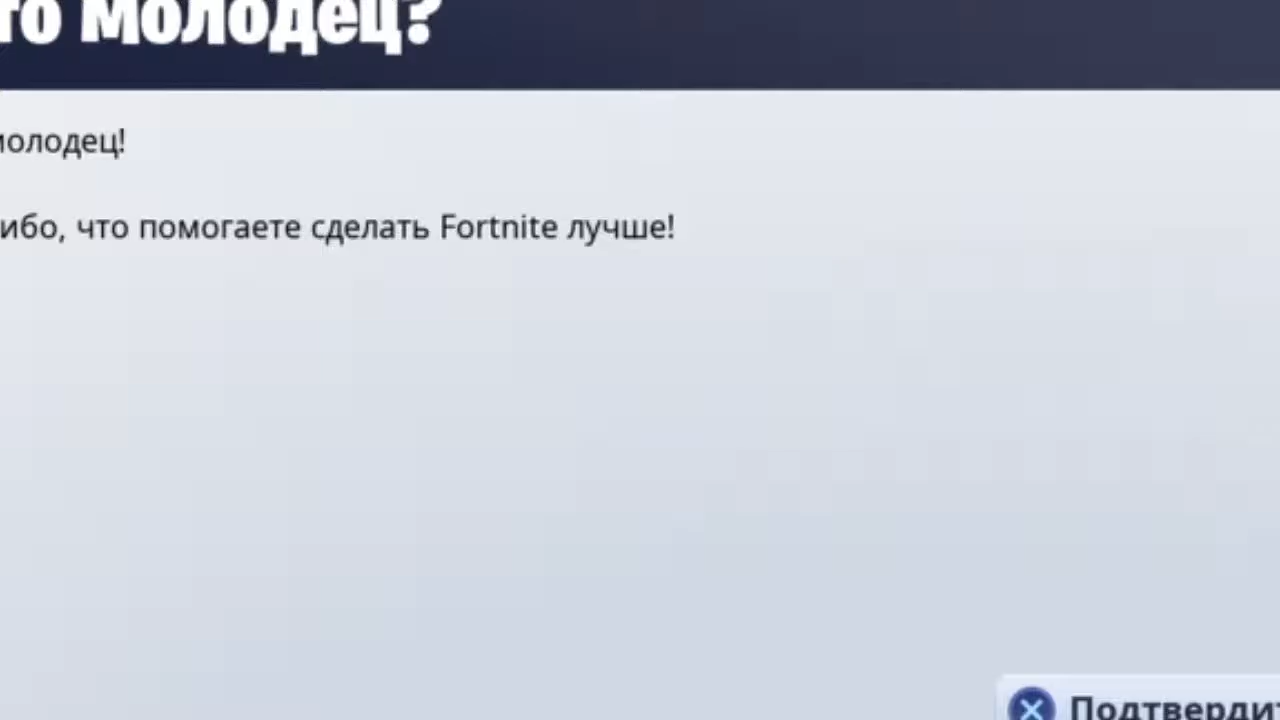 то молодец?
молодец!
ибо, что помогаете сделать Fortnite лучше!
Подтвердит